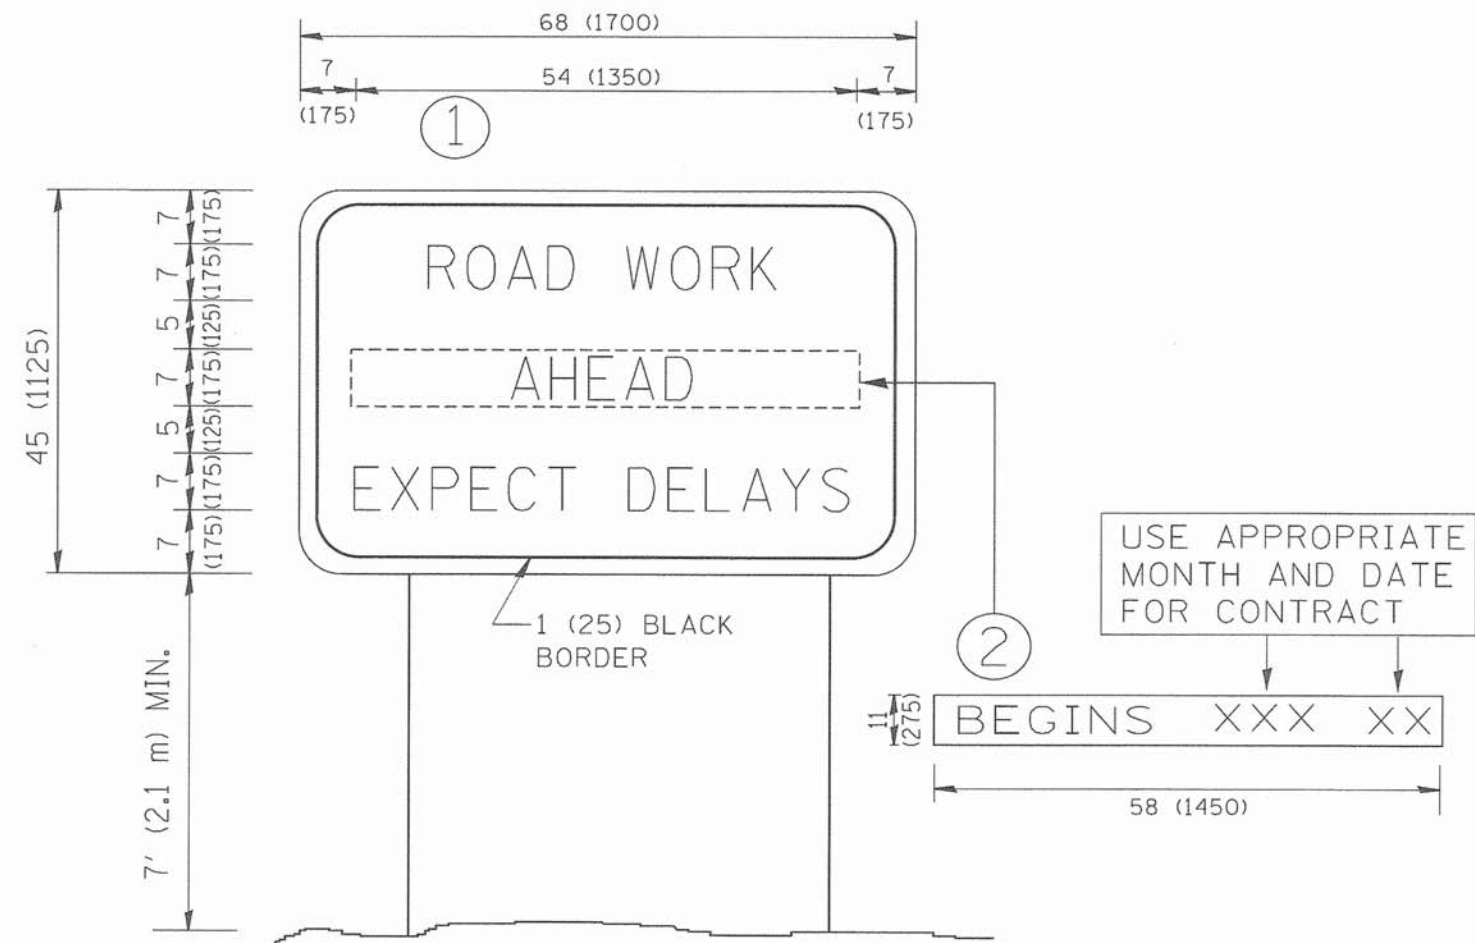 68 (1700)
7
54 (1350)
7
(175)
(175)
1
45 (1125)
7
(175)
7
(175)
5
(125)
7
(175)
5
(125)
7
(175)
7
(175)
ROAD WORK
AHEAD
EXPECT DELAYS
1 (25) BLACK
BORDER
7' (2.1 m) MIN.
2
USE APPROPRIATE
MONTH AND DATE
FOR CONTRACT
11
(275)
BEGINS XXX XX
58 (1450)